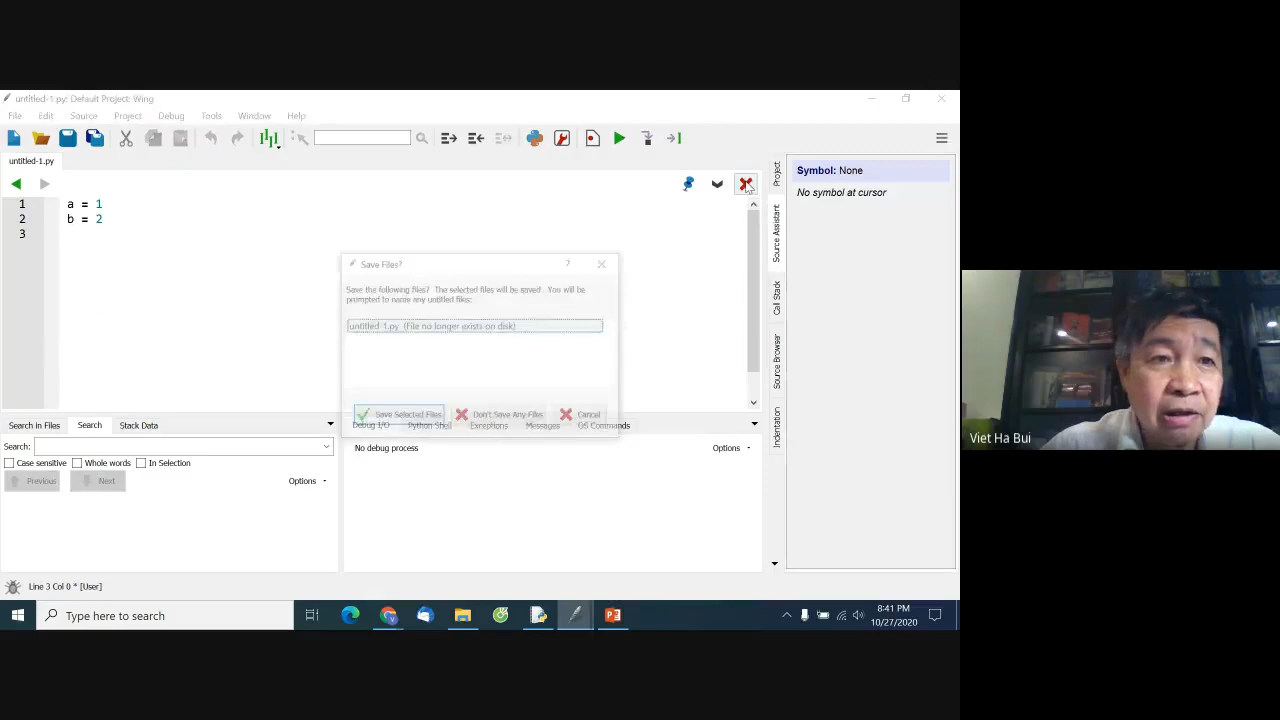 untitled-1.py: Default Project: Wing
File Edit Source Project Debug Tools Window Help
untitled-1.py
1 a = 1
2 b = 2
3
Save Files?
?
Save the following files? The selected files will be saved. You will be
prompted to name any untitled files:
untitled-1.py (File no longer exists on disk)
Save Selected Files Don't Save Any Files Cancel
Search in Files Search Stack Data
Search:
Case sensitive Whole words In Selection
Previous Next Options
Debug I/O Python Shell Exceptions Messages OS Commands
No debug process Options
Project
Source Assistant
Call Stack
Source Browser
Indentation
Symbol: None
No symbol at cursor
Line 3 Col 0 * [User]
Type here to search
8:41 PM
10/27/2020
Viet Ha Bui